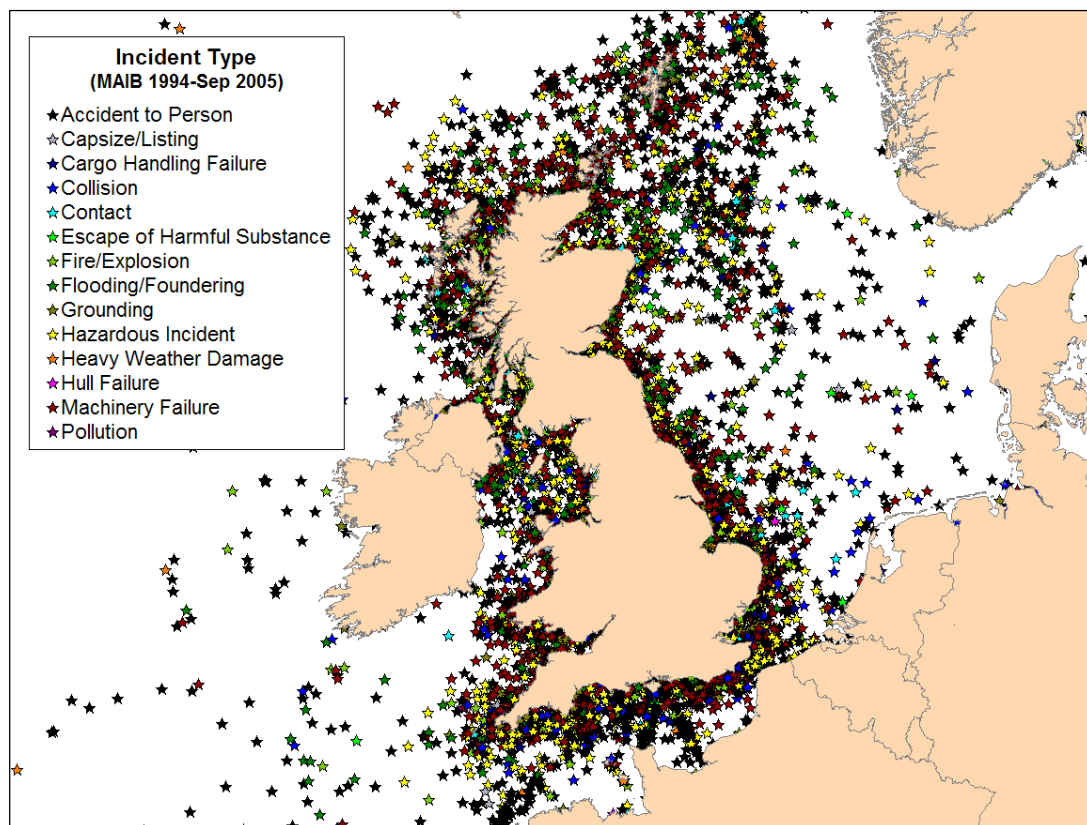 Incident Type
(MAIB 1994-Sep 2005)
Accident to Person
Capsize/Listing
Cargo Handling Failure
Collision
Contact
Escape of Harmful Substance
Fire/Explosion
Flooding/Foundering
Grounding
Hazardous Incident
Heavy Weather Damage
Hull Failure
Machinery Failure
Pollution